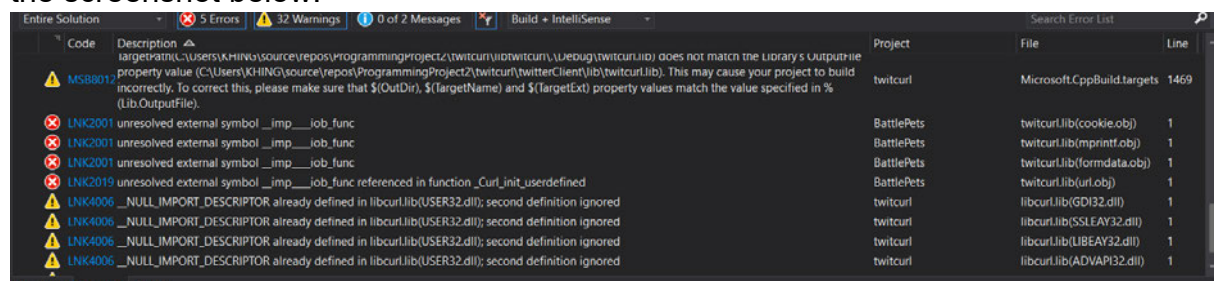 the screenshot below.
Entire Solution 5 Errors 32 Warnings 0 of 2 Messages Build + IntelliSense Search Error List
Code Description Project File Line
TargetPath(C:\Users\KHING\source\repos\ProgrammingProject2\twitcurl\libtwitcurl\.\Debug\twitcurl.lib) does not match the Library's OutputFile
MSB8012 property value (C:\Users\KHING\source\repos\ProgrammingProject2\twitcurl\twitterClient\lib\twitcurl.lib). This may cause your project to build twitcurl Microsoft.CppBuild.targets 1469
incorrectly. To correct this, please make sure that $(OutDir), $(TargetName) and $(TargetExt) property values match the value specified in %
(Lib.OutputFile).
LNK2001 unresolved external symbol __imp___iob_func BattlePets twitcurl.lib(cookie.obj) 1
LNK2001 unresolved external symbol __imp___iob_func BattlePets twitcurl.lib(mprintf.obj) 1
LNK2001 unresolved external symbol __imp___iob_func BattlePets twitcurl.lib(formdata.obj) 1
LNK2019 unresolved external symbol __imp___iob_func referenced in function _Curl_init_userdefined BattlePets twitcurl.lib(url.obj) 1
LNK4006 __NULL_IMPORT_DESCRIPTOR already defined in libcurl.lib(USER32.dll); second definition ignored twitcurl libcurl.lib(GDI32.dll) 1
LNK4006 __NULL_IMPORT_DESCRIPTOR already defined in libcurl.lib(USER32.dll); second definition ignored twitcurl libcurl.lib(SSLEAY32.dll) 1
LNK4006 __NULL_IMPORT_DESCRIPTOR already defined in libcurl.lib(USER32.dll); second definition ignored twitcurl libcurl.lib(LIBEAY32.dll) 1
LNK4006 __NULL_IMPORT_DESCRIPTOR already defined in libcurl.lib(USER32.dll); second definition ignored twitcurl libcurl.lib(ADVAPI32.dll) 1